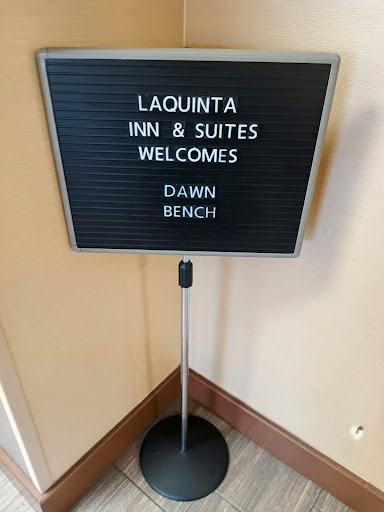 LAQUINTA
INN & SUITES
WELCOMES
DAWN
BENCH